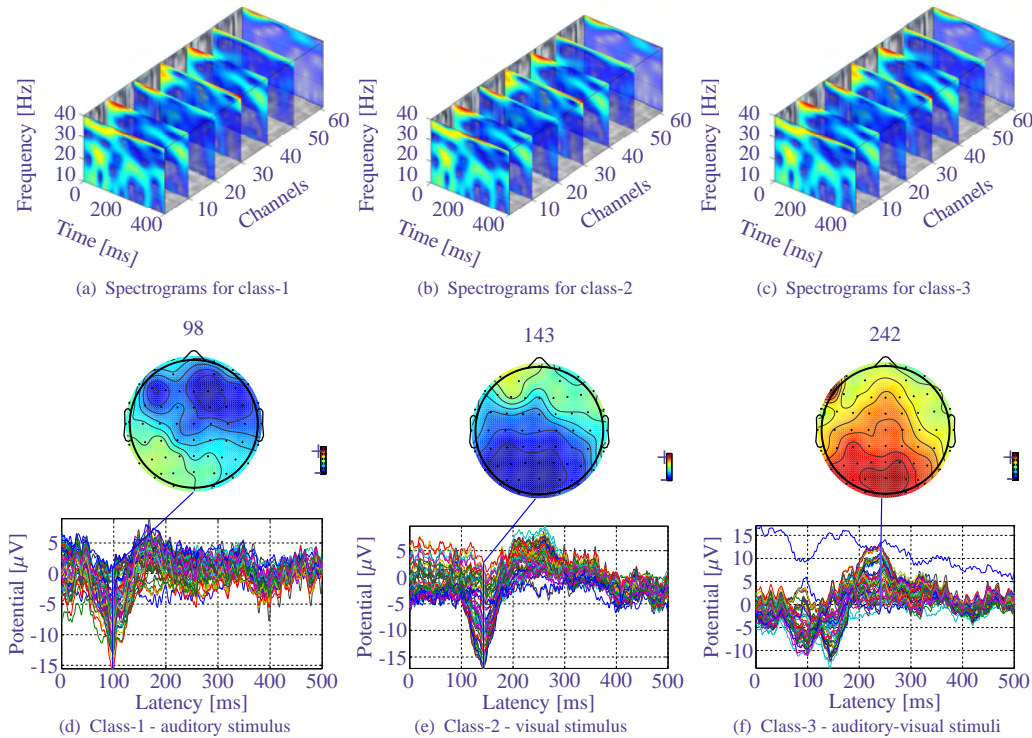 Frequency [Hz]
40
30
20
10
0
200
400
Time [ms]
10
20
30
40
50
60
Channels
(a) Spectrograms for class-1
Frequency [Hz]
40
30
20
10
0
200
400
Time [ms]
10
20
30
40
50
60
Channels
(b) Spectrograms for class-2
Frequency [Hz]
40
30
20
10
0
200
400
Time [ms]
10
20
30
40
50
60
Channels
(c) Spectrograms for class-3
98
+
-
Potential [μV]
5
0
-5
-10
-15
0 100 200 300 400 500
Latency [ms]
(d) Class-1 - auditory stimulus
143
+
-
Potential [μV]
5
0
-5
-10
-15
0 100 200 300 400 500
Latency [ms]
(e) Class-2 - visual stimulus
242
+
-
Potential [μV]
15
10
5
0
-5
-10
0 100 200 300 400 500
Latency [ms]
(f) Class-3 - auditory-visual stimuli